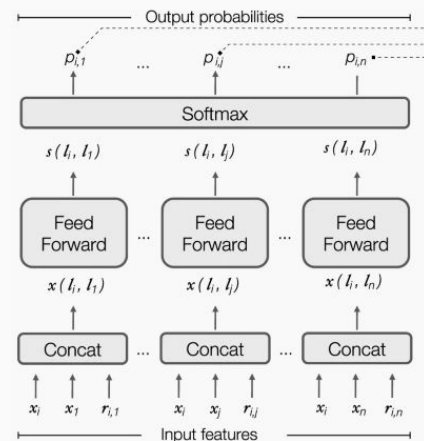 Output probabilities
p_{i,1} ... p_{i,j} ... p_{i,n}
Softmax
s(l_i, l_1) s(l_i, l_j) s(l_i, l_n)
Feed Forward ... Feed Forward ... Feed Forward
x(l_i, l_1) x(l_i, l_j) x(l_i, l_n)
Concat ... Concat ... Concat
x_i x_1 r_{i,1} x_i x_j r_{i,j} x_i x_n r_{i,n}
Input features